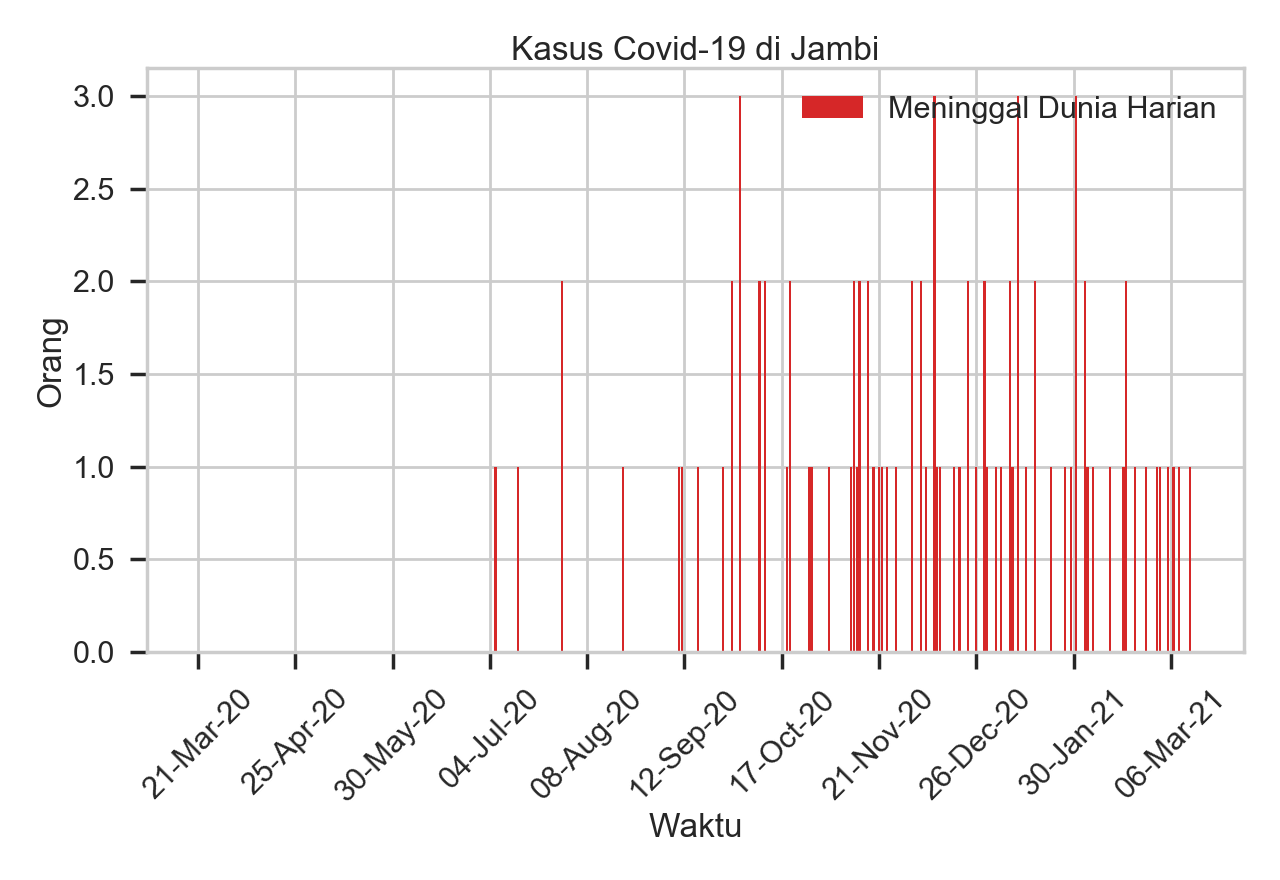 Kasus Covid-19 di Jambi
Meninggal Dunia Harian
3.0
2.5
2.0
1.5
1.0
0.5
0.0
Orang
21-Mar-20
25-Apr-20
30-May-20
04-Jul-20
08-Aug-20
12-Sep-20
17-Oct-20
21-Nov-20
26-Dec-20
30-Jan-21
06-Mar-21
Waktu